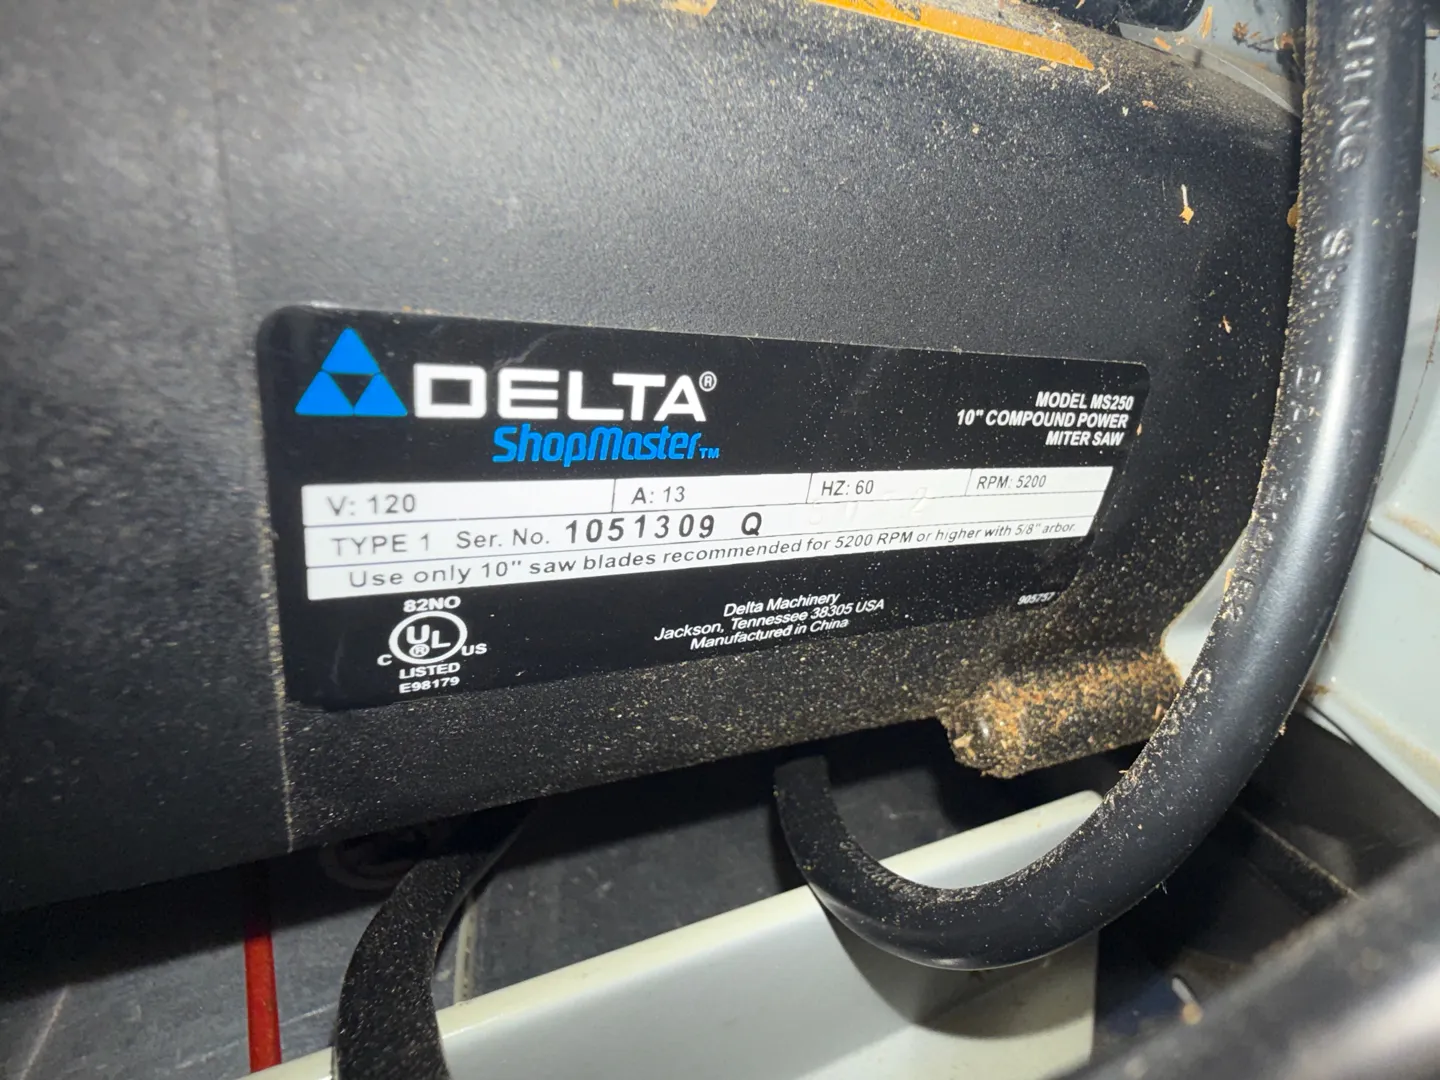 DELTA®
ShopMaster™
MODEL MS250
10" COMPOUND POWER
MITER SAW
V: 120 A: 13 HZ: 60 RPM: 5200
TYPE 1 Ser. No. 1051309 Q
Use only 10" saw blades recommended for 5200 RPM or higher with 5/8" arbor.
82NO
C UL® US
LISTED
E98179
Delta Machinery
Jackson, Tennessee 38305 USA
Manufactured in China
905757